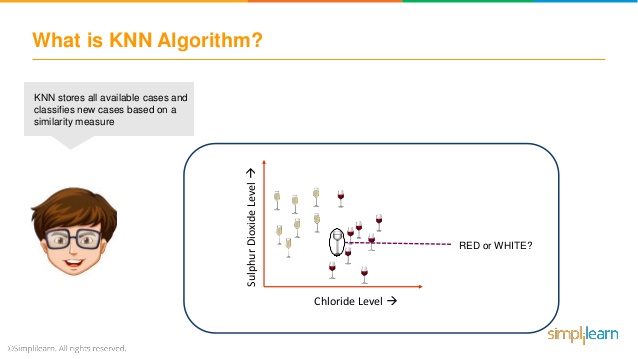 What is KNN Algorithm?
KNN stores all available cases and
classifies new cases based on a
similarity measure
Sulphur Dioxide Level →
RED or WHITE?
Chloride Level →
simplilearn
©Simplilearn. All rights reserved.